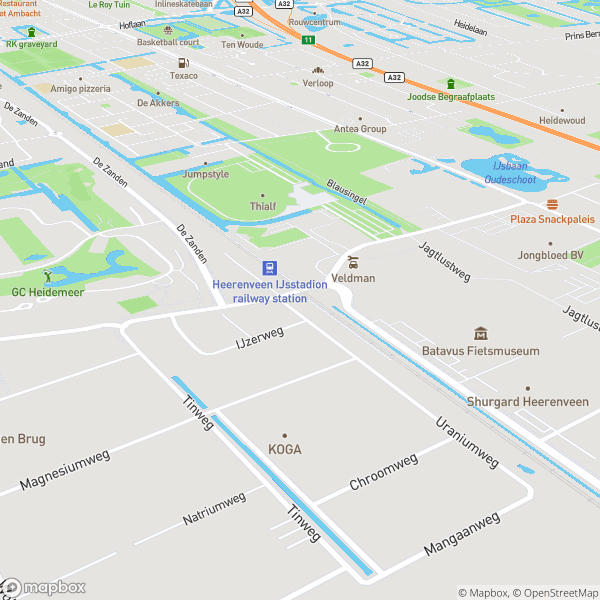 Restaurant
et Ambacht
Le Roy Tuin
Inlineskatebaan
Rouwcentrum
A32
Hoflaan
Heidelaan
Prins Bern
RK graveyard
Basketball court
Ten Woude
11
A32
A32
Texaco
Verloop
Amigo pizzeria
De Akkers
Joodse Begraafplaats
De Zanden
Antea Group
Heidewoud
De Zanden
IJsbaan
Oudeschoot
Jumpstyle
Blausingel
Thialf
Plaza Snackpaleis
De Zanden
Jagtlustweg
Jongbloed BV
GC Heidemeer
Heerenveen IJsstadion
railway station
Veldman
Jagtlustweg
IJzerweg
Batavus Fietsmuseum
Shurgard Heerenveen
Tinweg
Uraniumweg
en Brug
KOGA
Magnesiumweg
Chroomweg
Natriumweg
Tinweg
Mangaanweg
mapbox
© Mapbox, © OpenStreetMap